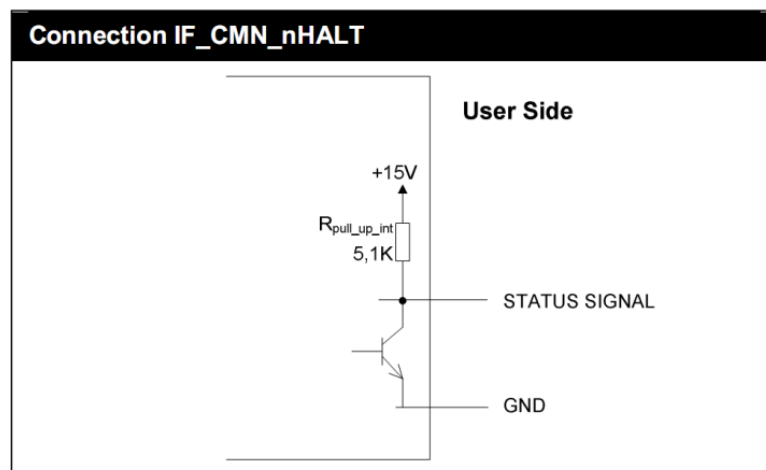 Connection IF_CMN_nHALT
User Side
+15V
Rpull_up_int
5,1K
STATUS SIGNAL
GND